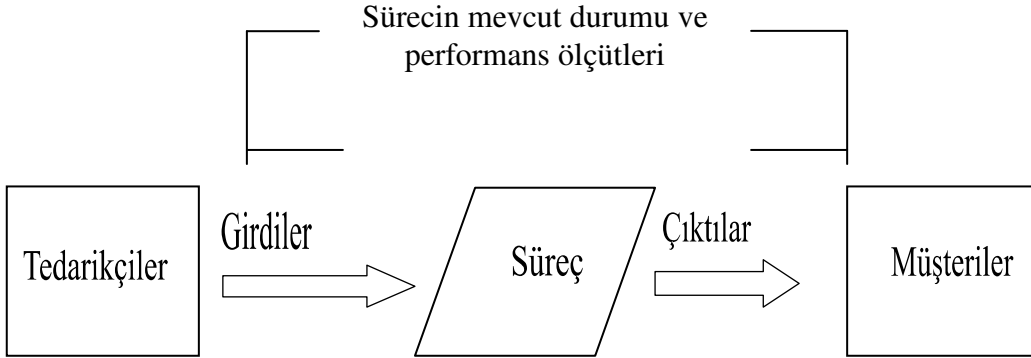 Sürecin mevcut durumu ve
performans ölçütleri
Tedarikçiler
Girdiler
Süreç
Çıktılar
Müşteriler